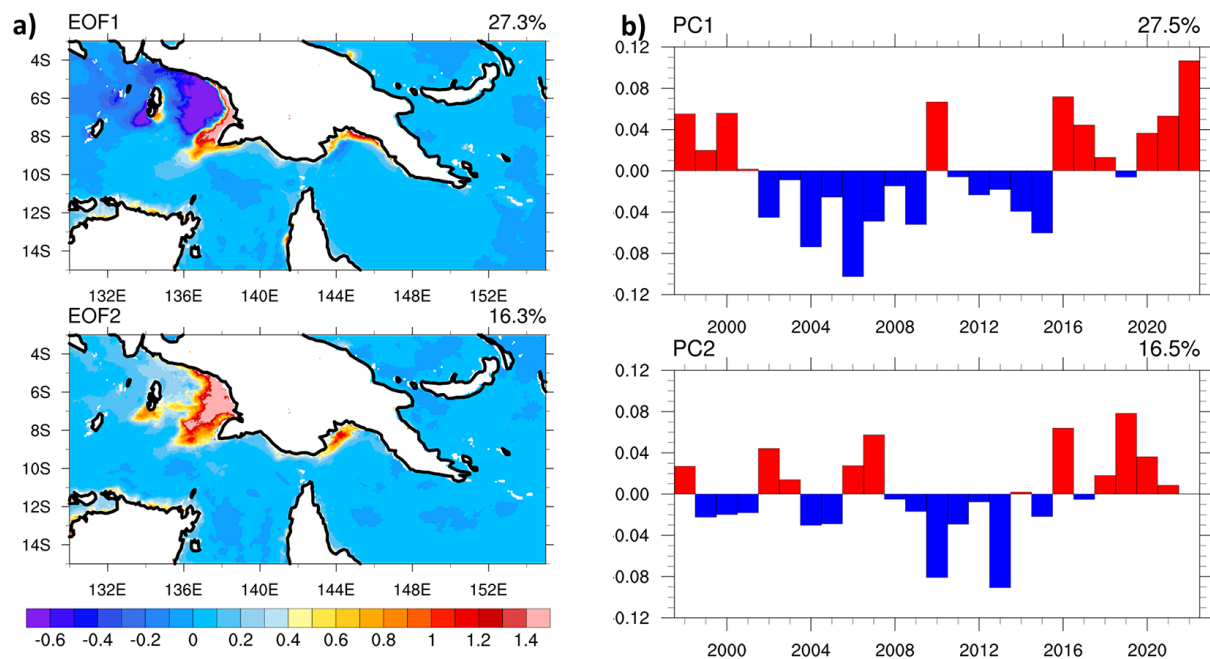 a)
EOF1 27.3%
4S
6S
8S
10S
12S
14S
132E 136E 140E 144E 148E 152E
EOF2 16.3%
4S
6S
8S
10S
12S
14S
132E 136E 140E 144E 148E 152E
-0.6 -0.4 -0.2 0 0.2 0.4 0.6 0.8 1 1.2 1.4
b)
PC1 27.5%
0.12
0.08
0.04
0.00
0.04
0.08
0.12
2000 2004 2008 2012 2016 2020
PC2 16.5%
0.12
0.08
0.04
0.00
0.04
0.08
0.12
2000 2004 2008 2012 2016 2020